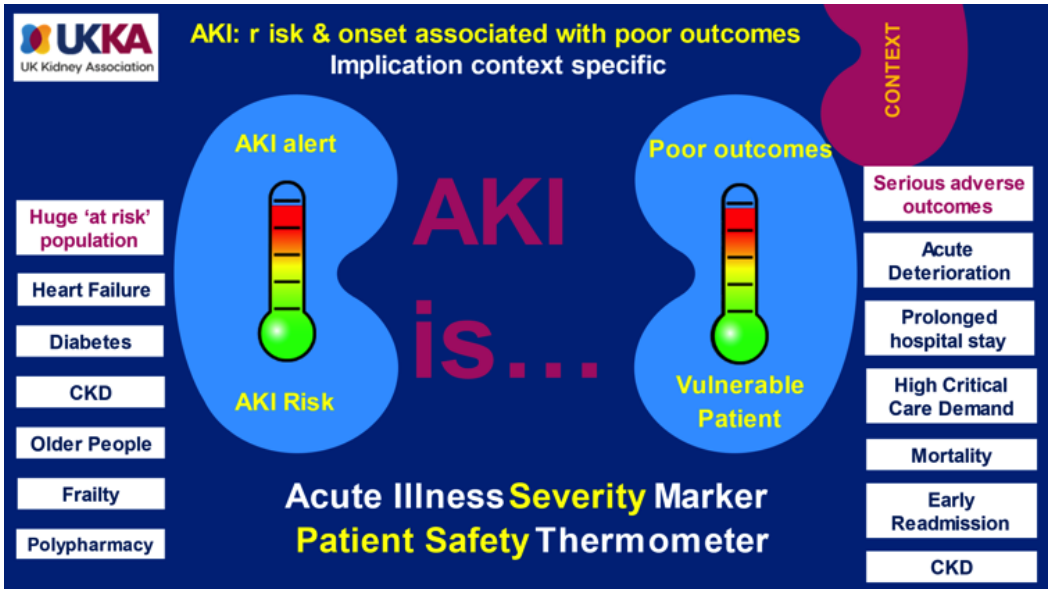 UKKA
UK Kidney Association
AKI: r isk & onset associated with poor outcomes
Implication context specific
CONTEXT
Huge ‘at risk’
population
Heart Failure
Diabetes
CKD
Older People
Frailty
Polypharmacy
AKI alert
AKI Risk
AKI
is…
Poor outcomes
Vulnerable
Patient
Serious adverse
outcomes
Acute
Deterioration
Prolonged
hospital stay
High Critical
Care Demand
Mortality
Early
Readmission
CKD
Acute Illness Severity Marker
Patient Safety Thermometer